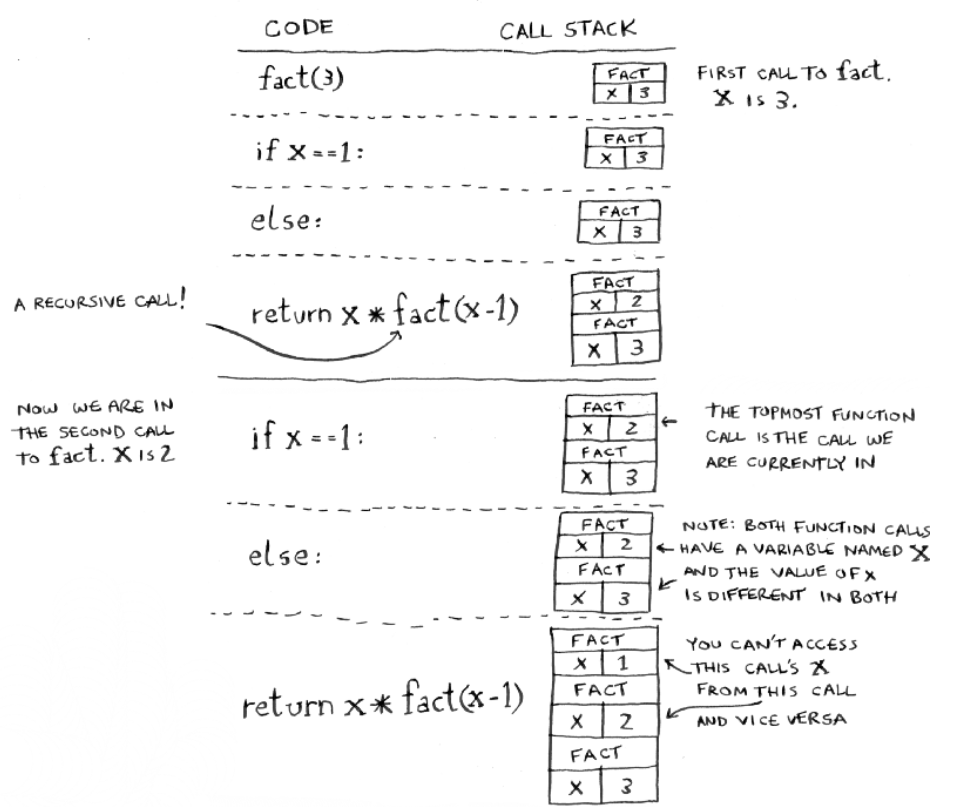 CODE CALL STACK
fact(3)
FACT
X 3
FIRST CALL TO fact.
X IS 3.
if x==1:
FACT
X 3
else:
FACT
X 3
A RECURSIVE CALL!
return x * fact(x-1)
FACT
X 2
FACT
X 3
NOW WE ARE IN
THE SECOND CALL
TO fact. X IS 2
if x==1:
FACT
X 2
FACT
X 3
THE TOPMOST FUNCTION
CALL IS THE CALL WE
ARE CURRENTLY IN
else:
FACT
X 2
FACT
X 3
NOTE: BOTH FUNCTION CALLS
HAVE A VARIABLE NAMED X
AND THE VALUE OF X
IS DIFFERENT IN BOTH
return x * fact(x-1)
FACT
X 1
FACT
X 2
FACT
X 3
YOU CAN'T ACCESS
THIS CALL'S X
FROM THIS CALL
AND VICE VERSA